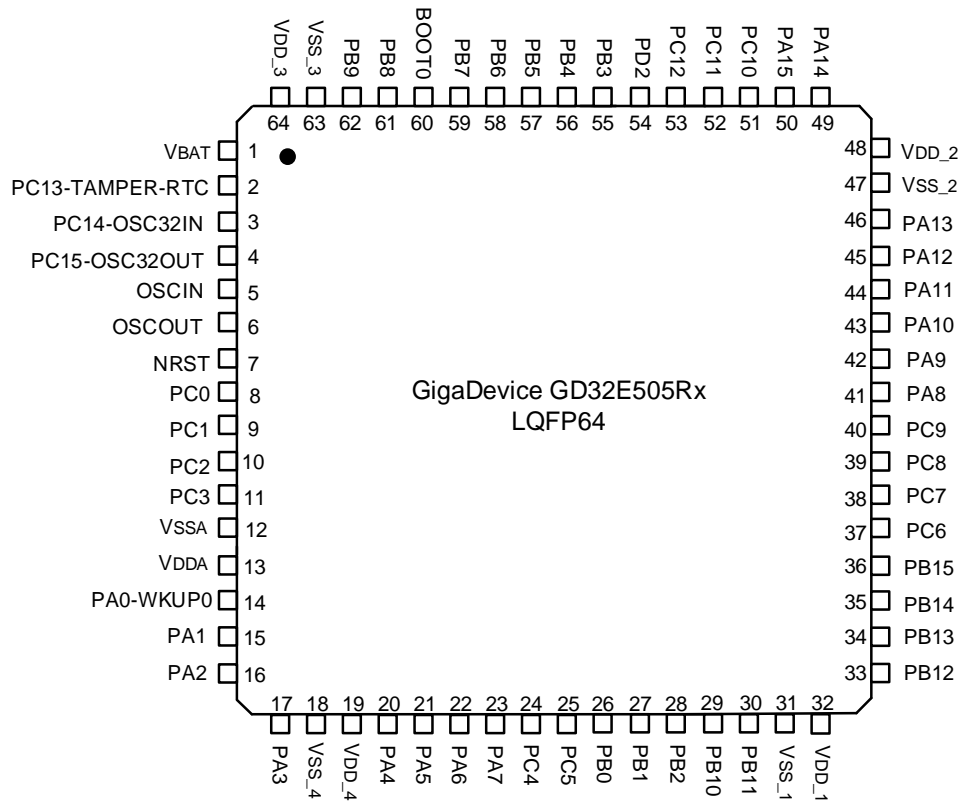 VDD_3
VSS_3
PB9
PB8
BOOT0
PB7
PB6
PB5
PB4
PB3
PD2
PC12
PC11
PC10
PA15
PA14
64 63 62 61 60 59 58 57 56 55 54 53 52 51 50 49
VBAT 1
PC13-TAMPER-RTC 2
PC14-OSC32IN 3
PC15-OSC32OUT 4
OSCIN 5
OSCOUT 6
NRST 7
PC0 8
PC1 9
PC2 10
PC3 11
VSSA 12
VDDA 13
PA0-WKUP0 14
PA1 15
PA2 16
GigaDevice GD32E505Rx
LQFP64
48 VDD_2
47 VSS_2
46 PA13
45 PA12
44 PA11
43 PA10
42 PA9
41 PA8
40 PC9
39 PC8
38 PC7
37 PC6
36 PB15
35 PB14
34 PB13
33 PB12
17 18 19 20 21 22 23 24 25 26 27 28 29 30 31 32
PA3
VSS_4
VDD_4
PA4
PA5
PA6
PA7
PC4
PC5
PB0
PB1
PB2
PB10
PB11
VSS_1
VDD_1